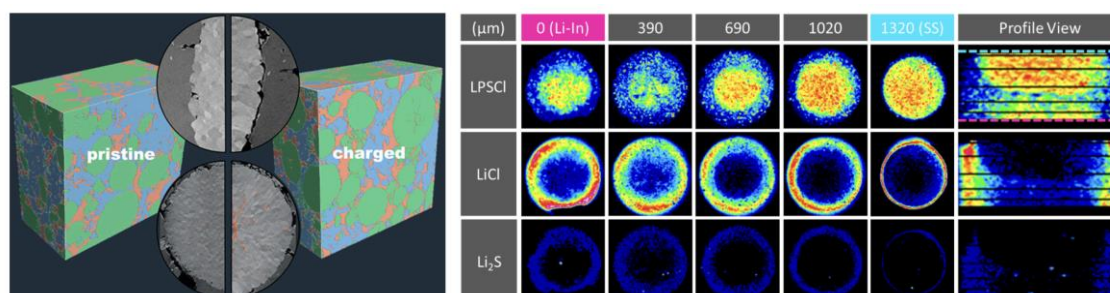 pristine
charged
(μm) 0 (Li-In) 390 690 1020 1320 (SS) Profile View
LPSCl
LiCl
Li₂S